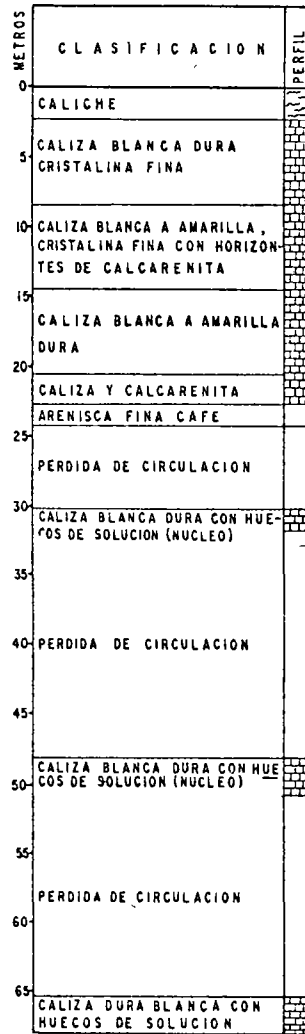 METROS
CLASIFICACION
PERFIL
0
CALICHE
CALIZA BLANCA DURA
5
CRISTALINA FINA
10
CALIZA BLANCA A AMARILLA,
CRISTALINA FINA CON HORIZON-
TES DE CALCARENITA
15
CALIZA BLANCA A AMARILLA
DURA
20
CALIZA Y CALCARENITA
ARENISCA FINA CAFE
25
PERDIDA DE CIRCULACION
30
CALIZA BLANCA DURA CON HUE-
COS DE SOLUCION (NUCLEO)
35
40
PERDIDA DE CIRCULACION
45
CALIZA BLANCA DURA CON HUE
50
COS DE SOLUCION (NUCLEO)
55
PERDIDA DE CIRCULACION
60
65
CALIZA DURA BLANCA CON
HUECOS DE SOLUCION